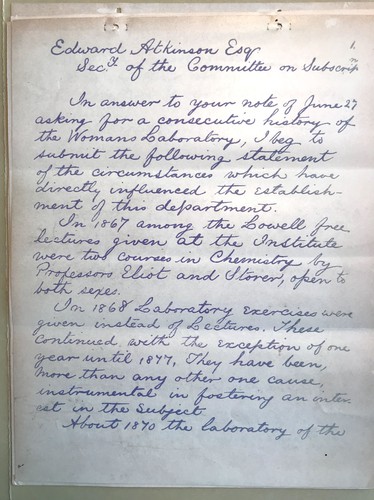 1.
Edward Atkinson Esq
Sec.y of the Committee on Subscrip
In answer to your note of June 27
asking for a consecutive history of
the Womans Laboratory, I beg to
submit the following statement
of the circumstances which have
directly influenced the establish-
ment of this department.
In 1867 among the Lowell free
lectures given at the Institute
were two courses in Chemistry by
Professors Eliot and Storer, open to
both sexes.
In 1868 Laboratory exercises were
given instead of Lectures. These
continued with the exception of one
year until 1877. They have been,
more than any other one cause,
instrumental in fostering an inter-
est in the Subject.
About 1870 the laboratory of the